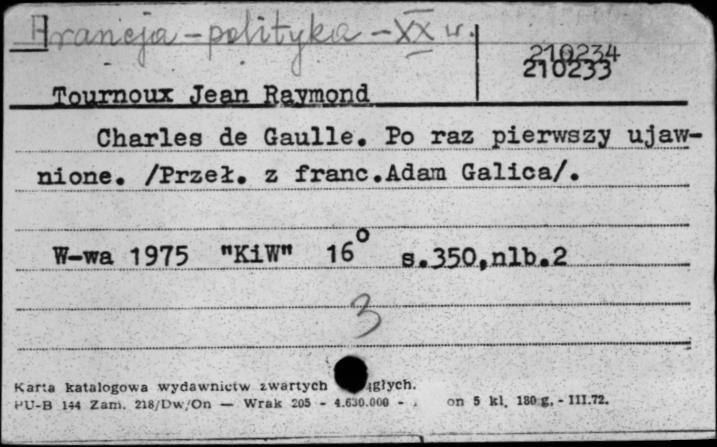 Francja – polityka – XX w.
210234
210233
Tournoux Jean Raymond
Charles de Gaulle. Po raz pierwszy ujaw-
nione. /Przeł. z franc.Adam Galica/.
W-wa 1975 "KiW" 16° s.350,nlb.2
3
Karta katalogowa wydawnictw zwartych
PU-B 144 Zam. 218/Dw/On — Wrak 205 - 4.630.000 - on 5 kl. 180 g. - III.72.